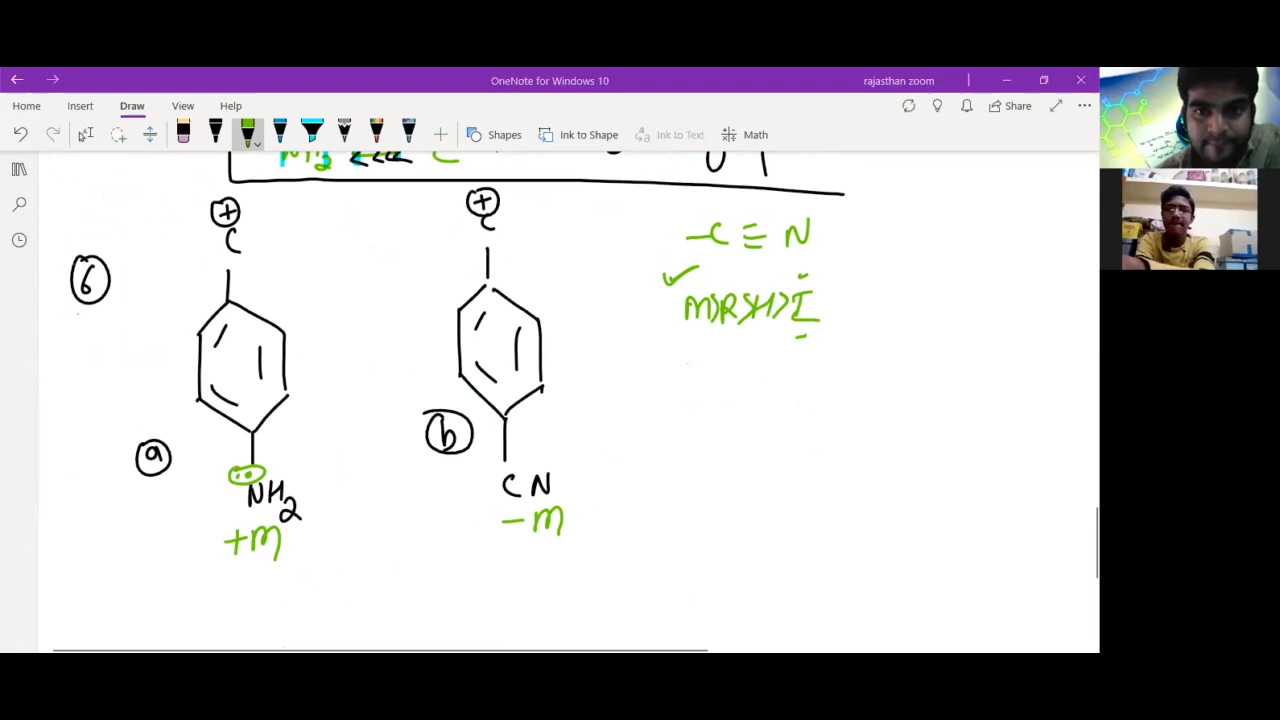 OneNote for Windows 10
rajasthan zoom
Home Insert Draw View Help
Share
Shapes
Ink to Shape
Ink to Text
Math
NH2
⊕
C
⊕
C
6
a
NH2
+m
b
CN
-m
-C≡N
m>R>H>I